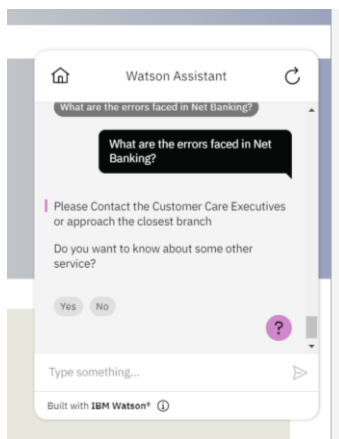 Watson Assistant
What are the errors faced in Net Banking?
What are the errors faced in Net
Banking?
Please Contact the Customer Care Executives
or approach the closest branch
Do you want to know about some other
service?
Yes No
?
Type something...
Built with IBM Watson®